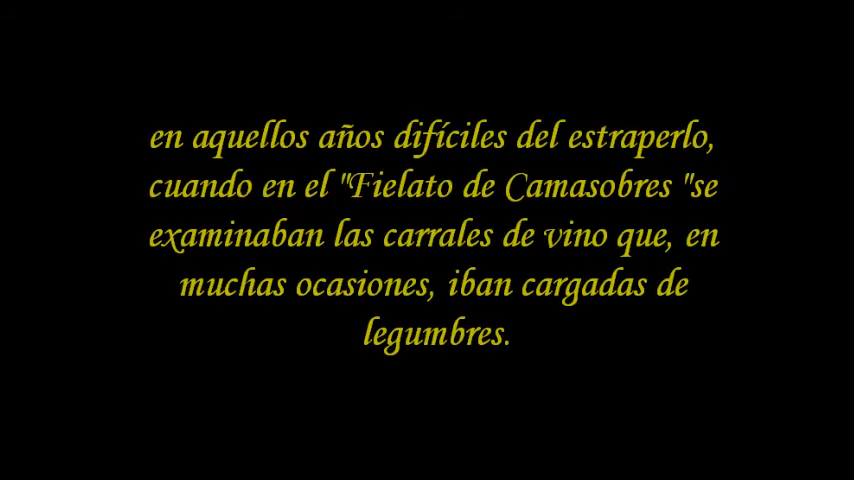 en aquellos años difíciles del estraperlo,
cuando en el "Fielato de Camasobres "se
examinaban las carrales de vino que, en
muchas ocasiones, iban cargadas de
legumbres.